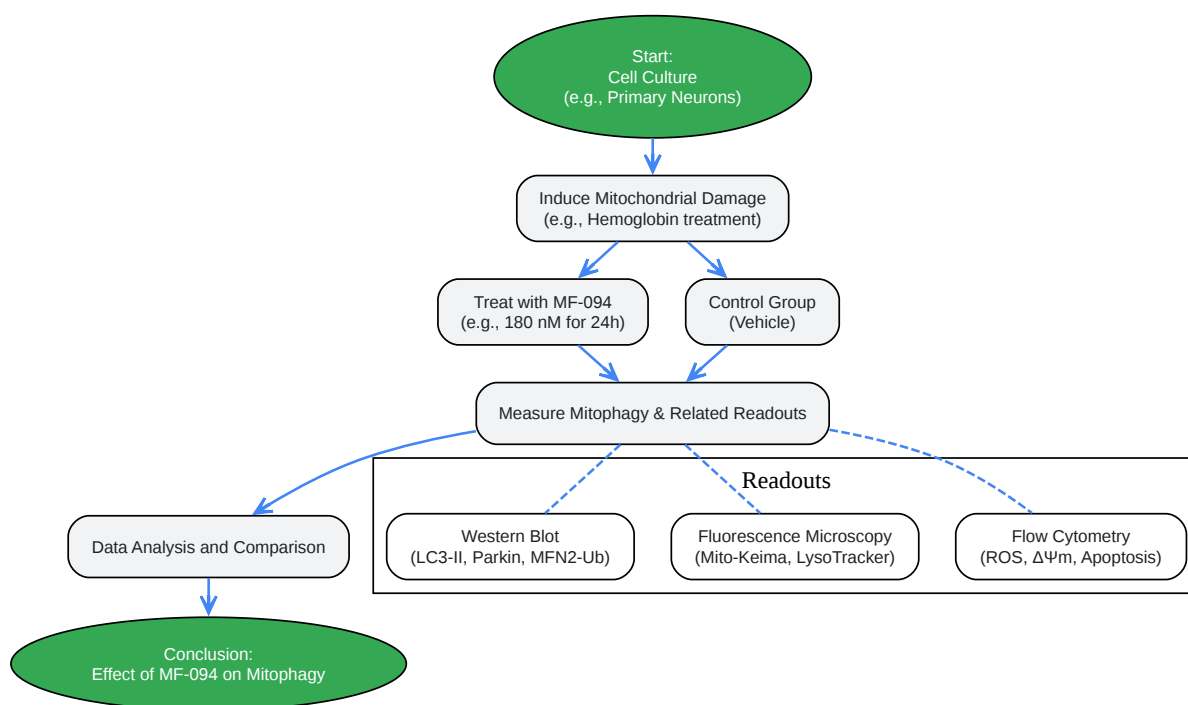 Start:
Cell Culture
(e.g., Primary Neurons)
Induce Mitochondrial Damage
(e.g., Hemoglobin treatment)
Treat with MF-094
(e.g., 180 nM for 24h)
Control Group
(Vehicle)
Measure Mitophagy & Related Readouts
Readouts
Western Blot
(LC3-II, Parkin, MFN2-Ub)
Fluorescence Microscopy
(Mito-Keima, LysoTracker)
Flow Cytometry
(ROS, ΔΨm, Apoptosis)
Data Analysis and Comparison
Conclusion:
Effect of MF-094 on Mitophagy